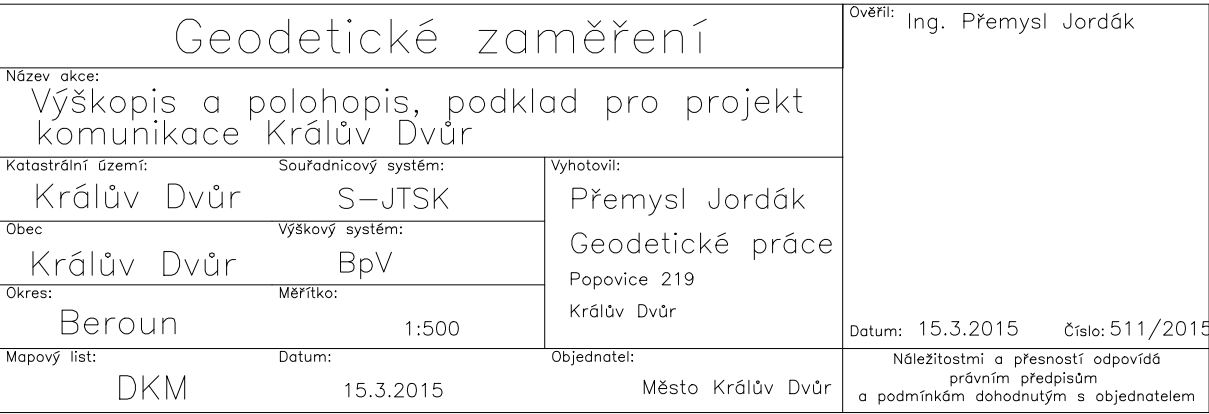 Geodetické zaměření
Název akce:
Výškopis a polohopis, podklad pro projekt
komunikace Králův Dvůr
Katastrální území:
Králův Dvůr
Souřadnicový systém:
S-JTSK
Obec
Králův Dvůr
Výškový systém:
BpV
Okres:
Beroun
Měřítko:
1:500
Mapový list:
DKM
Datum:
15.3.2015
Vyhotovil:
Přemysl Jordák
Geodetické práce
Popovice 219
Králův Dvůr
Objednatel:
Město Králův Dvůr
Ověřil: Ing. Přemysl Jordák
Datum: 15.3.2015 Číslo: 511/2015
Náležitostmi a přesností odpovídá
právním předpisům
a podmínkám dohodnutým s objednatelem